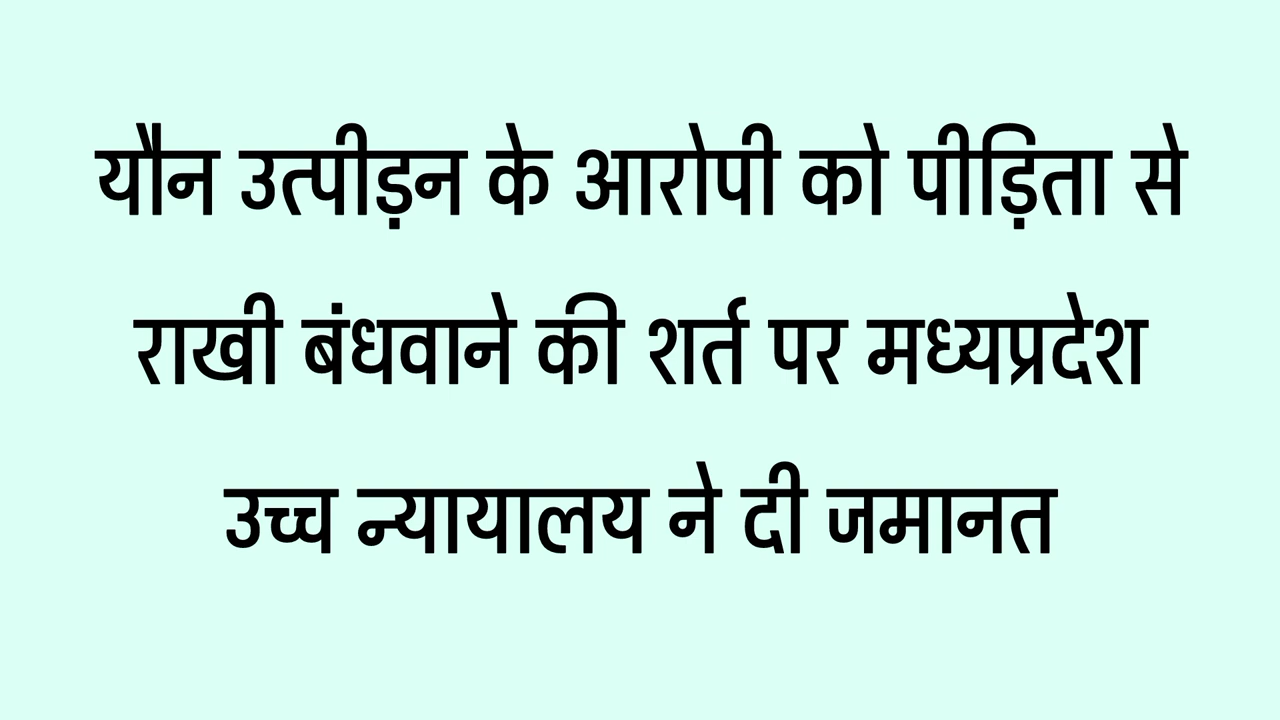 यौन उत्पीड़न के आरोपी को पीड़िता से
राखी बंधवाने की शर्त पर मध्यप्रदेश
उच्च न्यायालय ने दी जमानत